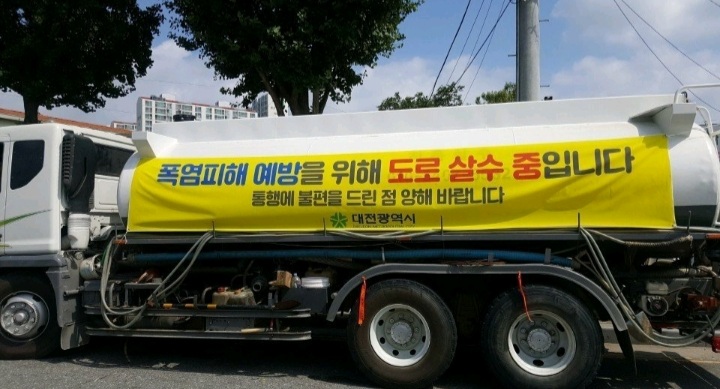 폭염피해 예방을 위해 도로 살수 중입니다
통행에 불편을 드린 점 양해 바랍니다
대전광역시